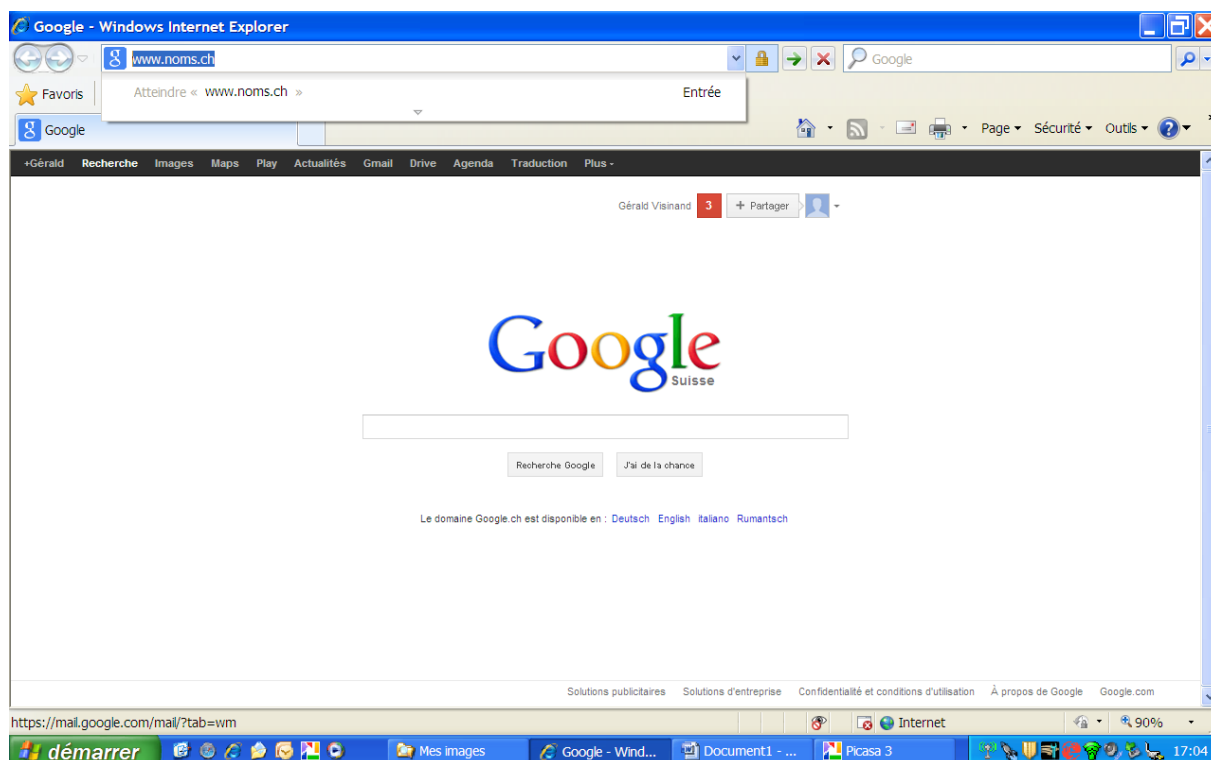 Google - Windows Internet Explorer
www.noms.ch
Google
Favoris
Atteindre « www.noms.ch »
Entrée
Google
Page
Sécurité
Outils
+Gérald Recherche Images Maps Play Actualités Gmail Drive Agenda Traduction Plus
Gérald Visinand 3 + Partager
Google
Suisse
Recherche Google
J'ai de la chance
Le domaine Google.ch est disponible en : Deutsch English italiano Rumantsch
Solutions publicitaires Solutions d'entreprise Confidentialité et conditions d'utilisation À propos de Google Google.com
https://mail.google.com/mail/?tab=wm
Internet
90%
démarrer
Mes images
Google - Wind...
Document1 - ...
Picasa 3
17:04